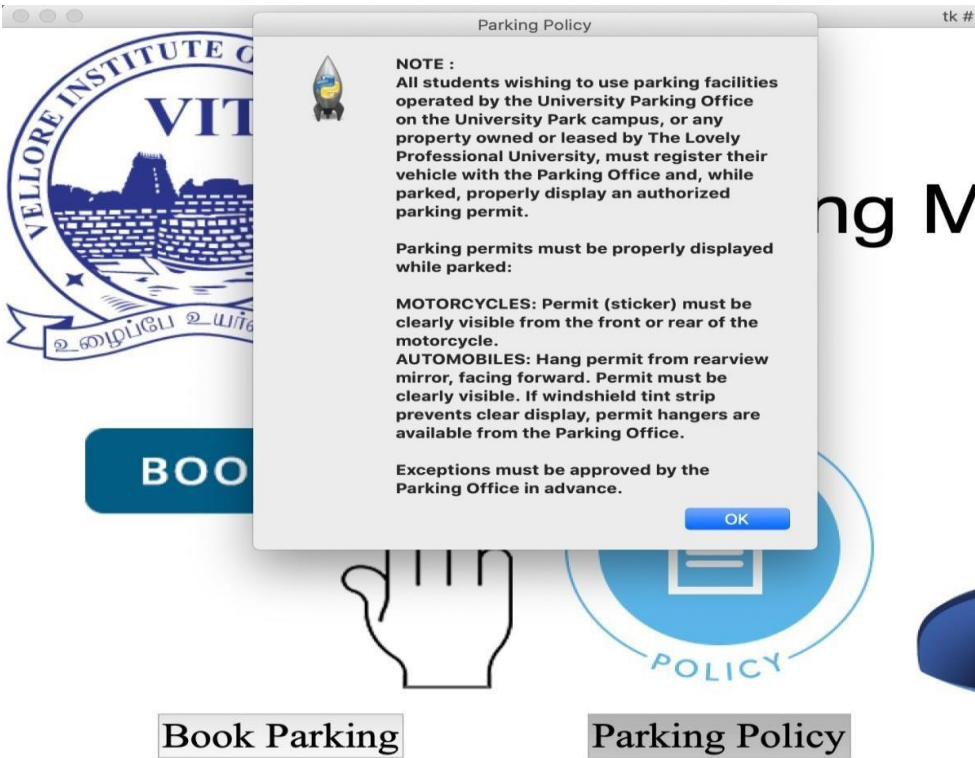 Parking Policy
tk #
VELLORE INSTITUTE O
VIT
உழைப்பே
ng M
NOTE :
All students wishing to use parking facilities
operated by the University Parking Office
on the University Park campus, or any
property owned or leased by The Lovely
Professional University, must register their
vehicle with the Parking Office and, while
parked, properly display an authorized
parking permit.
Parking permits must be properly displayed
while parked:
MOTORCYCLES: Permit (sticker) must be
clearly visible from the front or rear of the
motorcycle.
AUTOMOBILES: Hang permit from rearview
mirror, facing forward. Permit must be
clearly visible. If windshield tint strip
prevents clear display, permit hangers are
available from the Parking Office.
Exceptions must be approved by the
Parking Office in advance.
OK
BOO
POLICY
Book Parking
Parking Policy